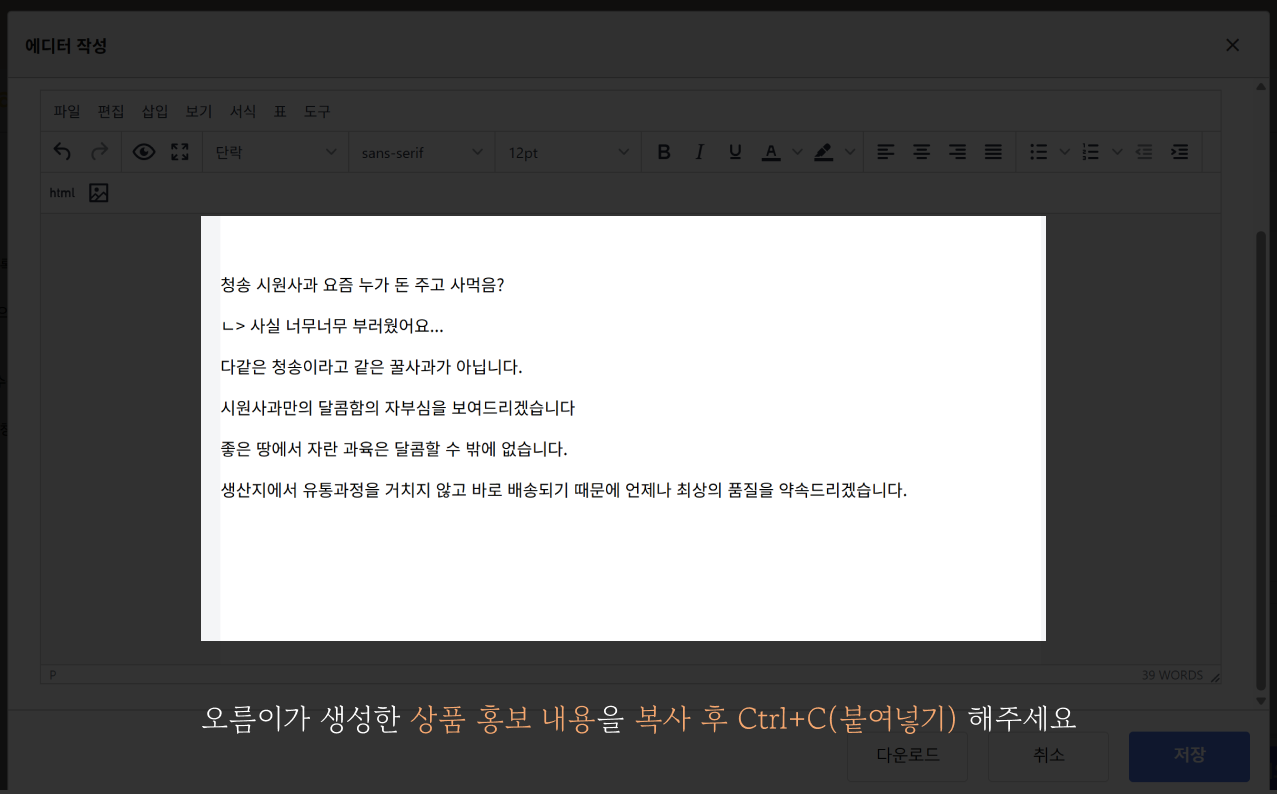 에디터 작성
파일 편집 삽입 보기 서식 표 도구
단락 sans-serif 12pt B I U A
html
청송 시원사과 요즘 누가 돈 주고 사먹음?
ㄴ> 사실 너무너무 부러웠어요...
다같은 청송이라고 같은 꿀사과가 아닙니다.
시원사과만의 달콤함의 자부심을 보여드리겠습니다
좋은 땅에서 자란 과육은 달콤할 수 밖에 없습니다.
생산지에서 유통과정을 거치지 않고 바로 배송되기 때문에 언제나 최상의 품질을 약속드리겠습니다.
P 39 WORDS
오름이가 생성한 상품 홍보 내용을 복사 후 Ctrl+C(붙여넣기) 해주세요
다운로드 취소 저장